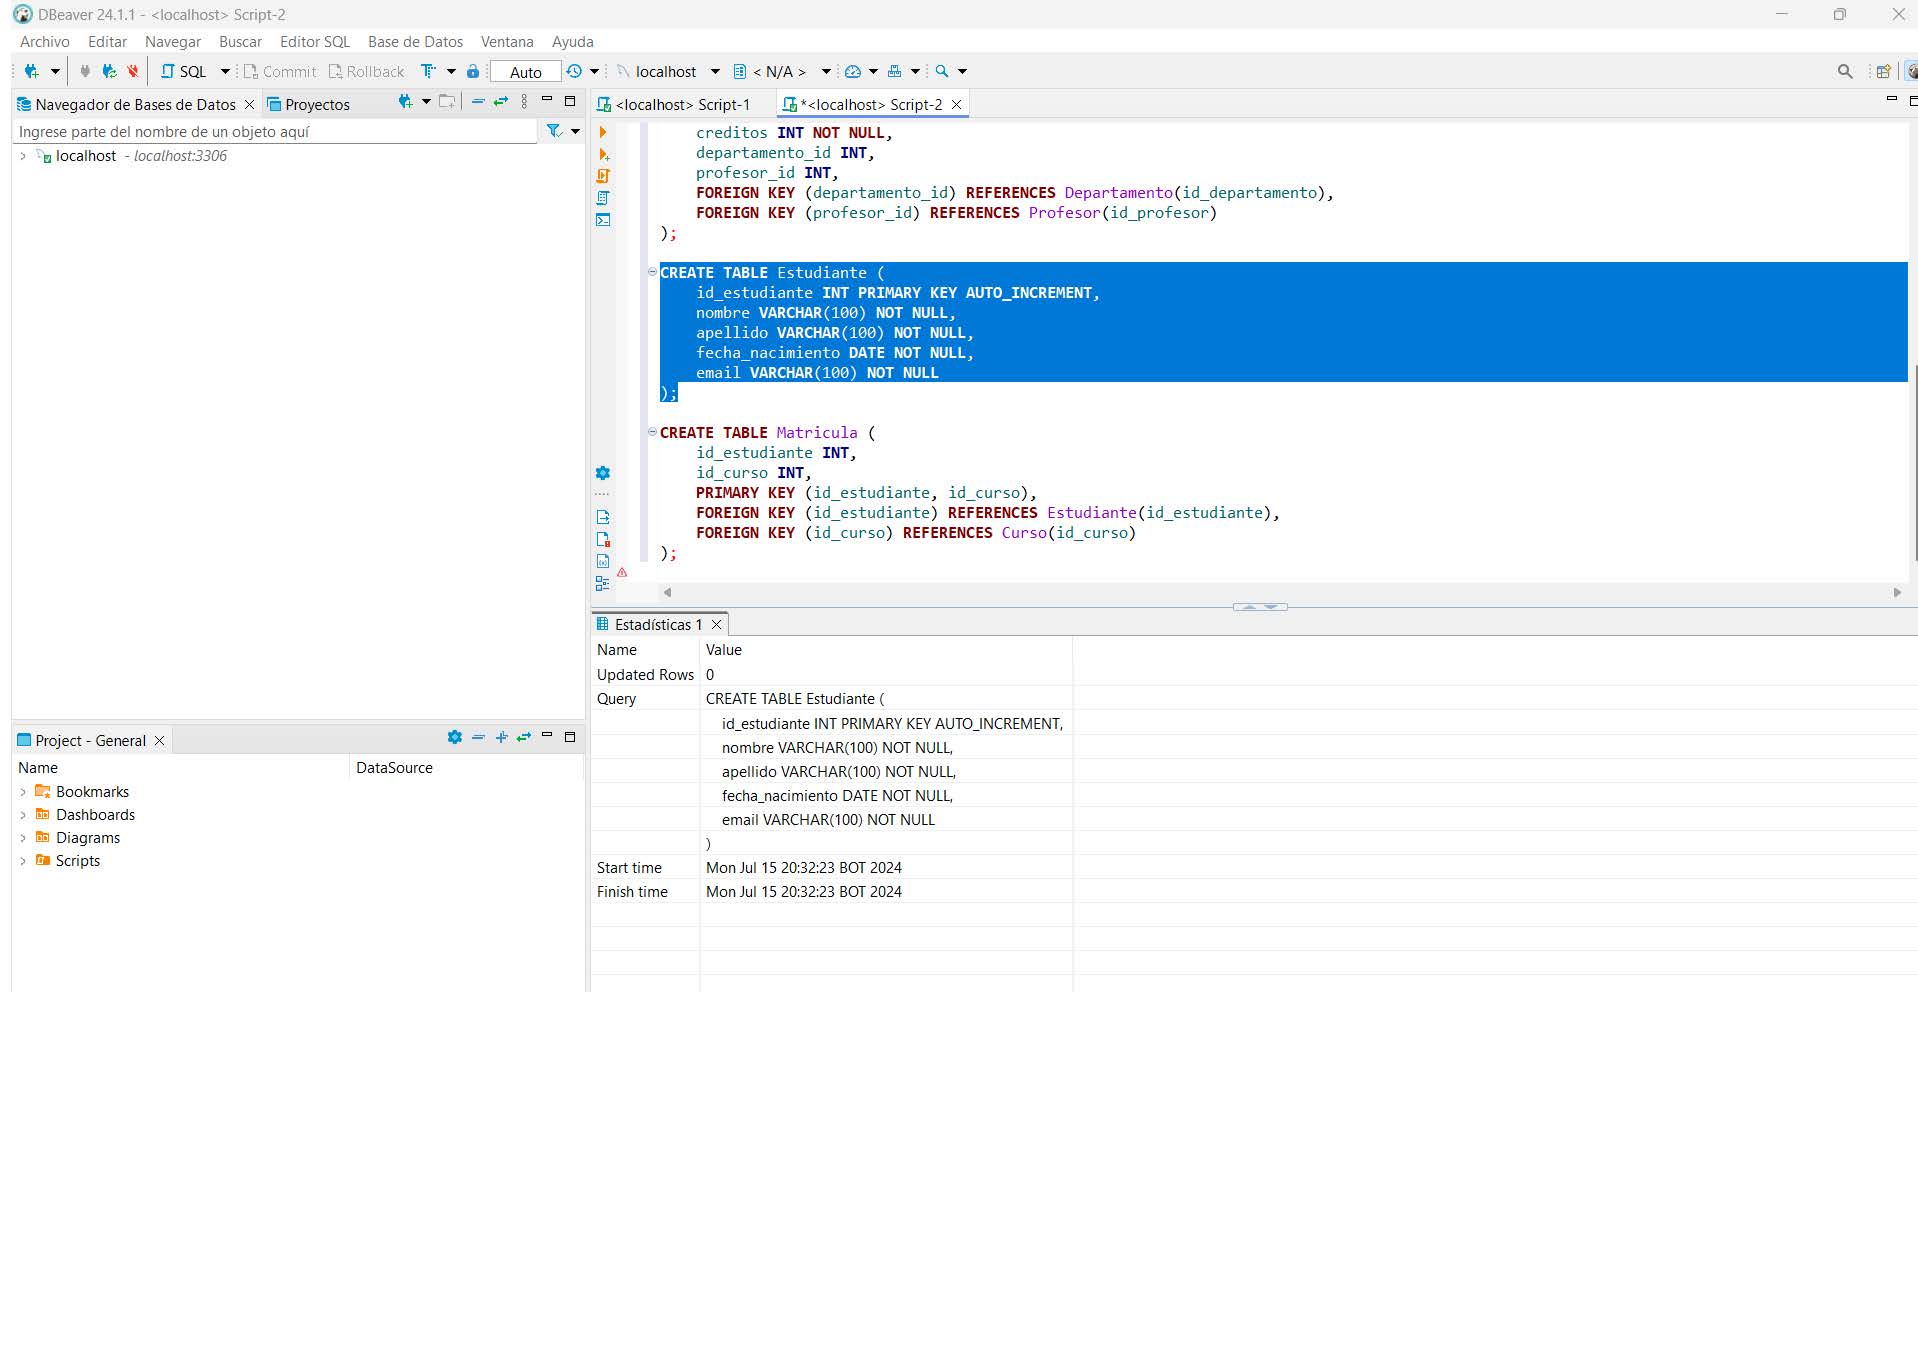 DBeaver 24.1.1 - <localhost> Script-2
Archivo Editar Navegar Buscar Editor SQL Base de Datos Ventana Ayuda
SQL Commit Rollback Auto localhost < N/A >
Navegador de Bases de Datos Proyectos
Ingrese parte del nombre de un objeto aquí
localhost - localhost:3306
<localhost> Script-1 *<localhost> Script-2
creditos INT NOT NULL,
departamento_id INT,
profesor_id INT,
FOREIGN KEY (departamento_id) REFERENCES Departamento(id_departamento),
FOREIGN KEY (profesor_id) REFERENCES Profesor(id_profesor)
);
CREATE TABLE Estudiante (
id_estudiante INT PRIMARY KEY AUTO_INCREMENT,
nombre VARCHAR(100) NOT NULL,
apellido VARCHAR(100) NOT NULL,
fecha_nacimiento DATE NOT NULL,
email VARCHAR(100) NOT NULL
);
CREATE TABLE Matricula (
id_estudiante INT,
id_curso INT,
PRIMARY KEY (id_estudiante, id_curso),
FOREIGN KEY (id_estudiante) REFERENCES Estudiante(id_estudiante),
FOREIGN KEY (id_curso) REFERENCES Curso(id_curso)
);
Estadísticas 1
Name Value
Updated Rows 0
Query CREATE TABLE Estudiante (
id_estudiante INT PRIMARY KEY AUTO_INCREMENT,
nombre VARCHAR(100) NOT NULL,
apellido VARCHAR(100) NOT NULL,
fecha_nacimiento DATE NOT NULL,
email VARCHAR(100) NOT NULL
)
Start time Mon Jul 15 20:32:23 BOT 2024
Finish time Mon Jul 15 20:32:23 BOT 2024
Project - General
Name DataSource
Bookmarks
Dashboards
Diagrams
Scripts